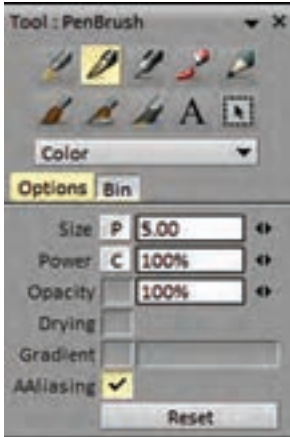 Tool : PenBrush
A
Color
Options Bin
Size P 5.00
Power C 100%
Opacity 100%
Drying
Gradient
AAliasing
Reset